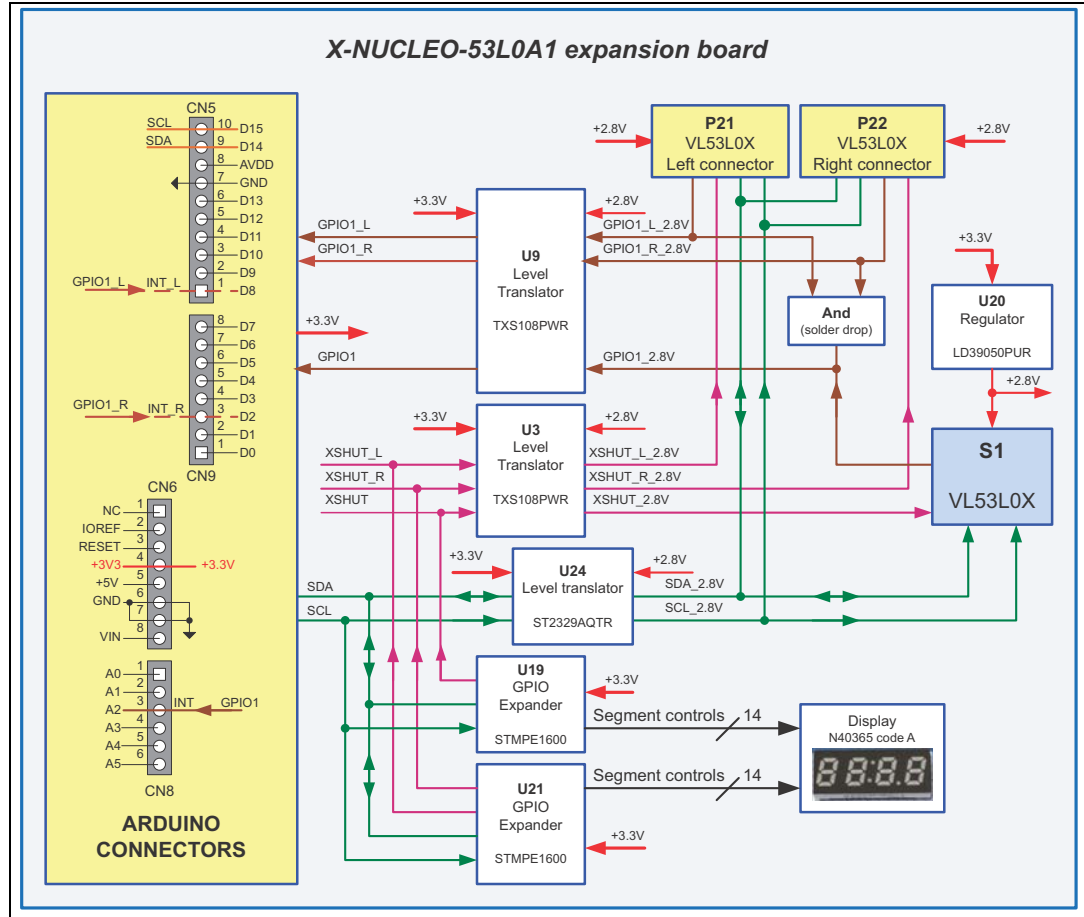 X-NUCLEO-53L0A1 expansion board
CN5
SCL 10 D15
SDA 9 D14
8 AVDD
7 GND
6 D13
5 D12
4 D11
3 D10
2 D9
GPIO1_L INT_L 1 D8
8 D7
7 D6
6 D5
5 D4
4 D3
GPIO1_R INT_R 3 D2
2 D1
1 D0
CN9
CN6
NC 1
IOREF 2
RESET 3
+3V3 4 +3.3V
+5V 5
GND 6
7
VIN 8
A0 1
A1 2
A2 3 INT GPIO1
A3 4
A4 5
A5 6
CN8
ARDUINO
CONNECTORS
GPIO1_L
GPIO1_R
+3.3V
GPIO1
+3.3V
+2.8V
U9
Level
Translator
TXS108PWR
GPIO1_L_2.8V
GPIO1_R_2.8V
GPIO1_2.8V
+2.8V
P21
VL53L0X
Left connector
P22
VL53L0X
Right connector
+2.8V
And
(solder drop)
+3.3V
U20
Regulator
LD39050PUR
+2.8V
S1
VL53L0X
+3.3V
+2.8V
XSHUT_L
XSHUT_R
XSHUT
U3
Level
Translator
TXS108PWR
XSHUT_L_2.8V
XSHUT_R_2.8V
XSHUT_2.8V
+3.3V
+2.8V
SDA
SCL
U24
Level translator
ST2329AQTR
SDA_2.8V
SCL_2.8V
U19
GPIO
Expander
STMPE1600
+3.3V
Segment controls 14
U21
GPIO
Expander
STMPE1600
Segment controls 14
+3.3V
Display
N40365 code A
88:88